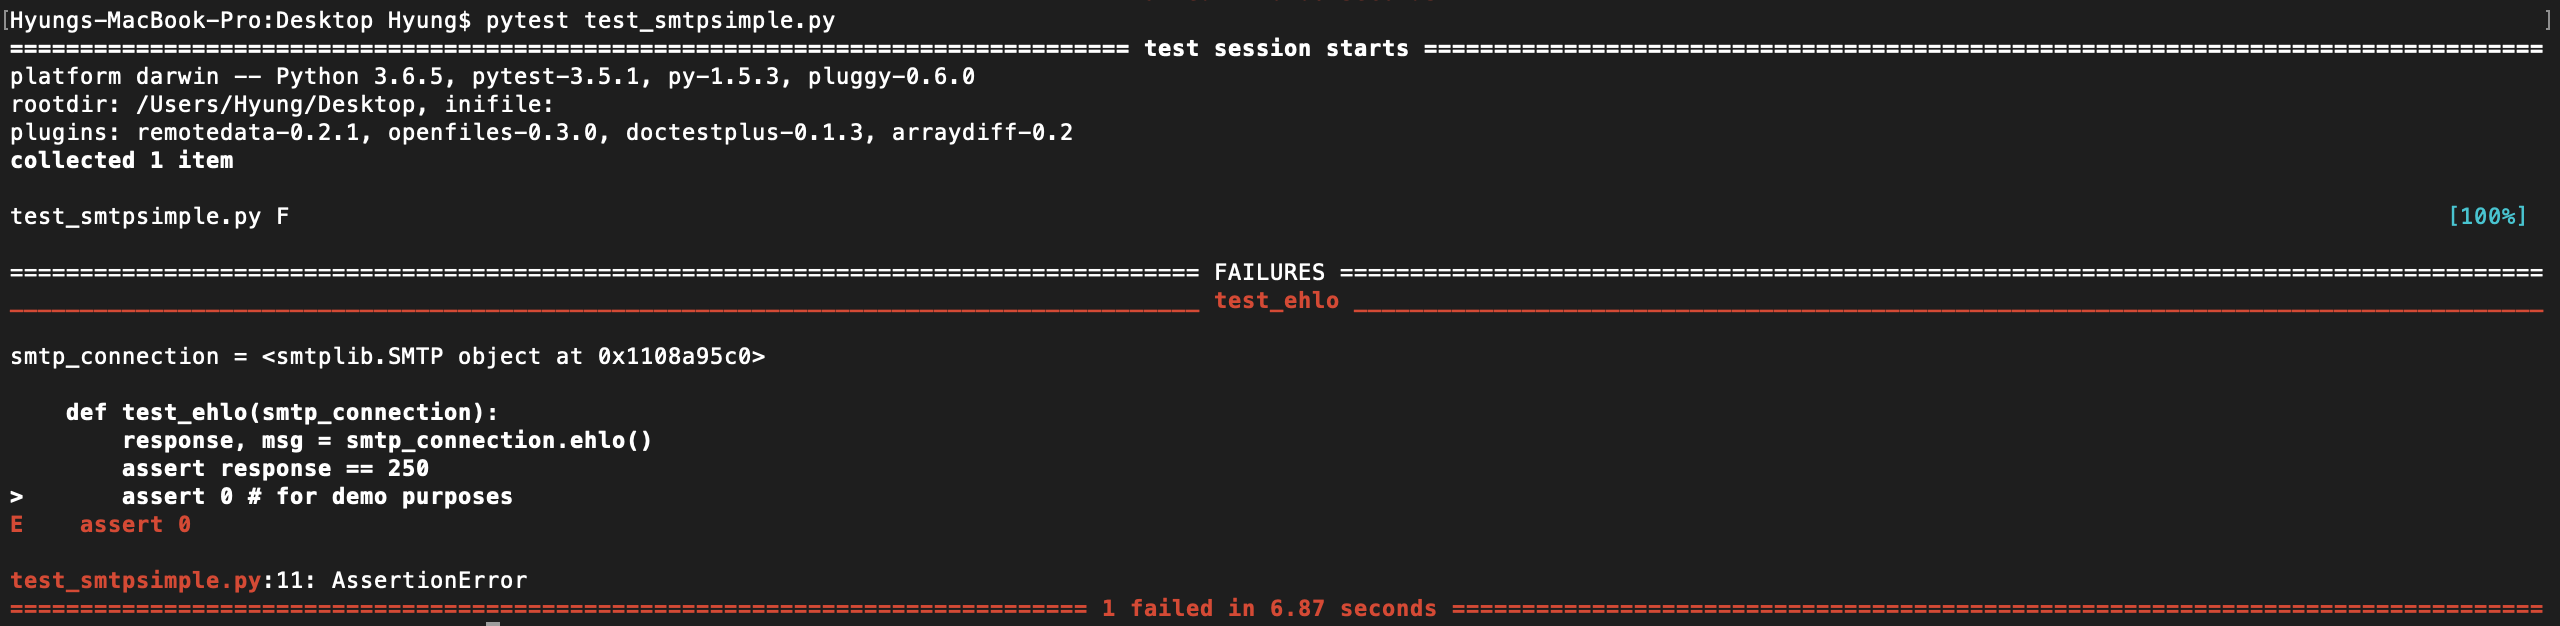 [Hyungs-MacBook-Pro:Desktop Hyung$ pytest test_smtpsimple.py ]
================================================================================ test session starts ================================================================================
platform darwin -- Python 3.6.5, pytest-3.5.1, py-1.5.3, pluggy-0.6.0
rootdir: /Users/Hyung/Desktop, inifile:
plugins: remotedata-0.2.1, openfiles-0.3.0, doctestplus-0.1.3, arraydiff-0.2
collected 1 item
test_smtpsimple.py F [100%]
===================================================================================== FAILURES ======================================================================================
_____________________________________________________________________________________ test_ehlo _____________________________________________________________________________________
smtp_connection = <smtplib.SMTP object at 0x1108a95c0>
    def test_ehlo(smtp_connection):
        response, msg = smtp_connection.ehlo()
        assert response == 250
>       assert 0 # for demo purposes
E    assert 0
test_smtpsimple.py:11: AssertionError
============================================================================= 1 failed in 6.87 seconds ==============================================================================